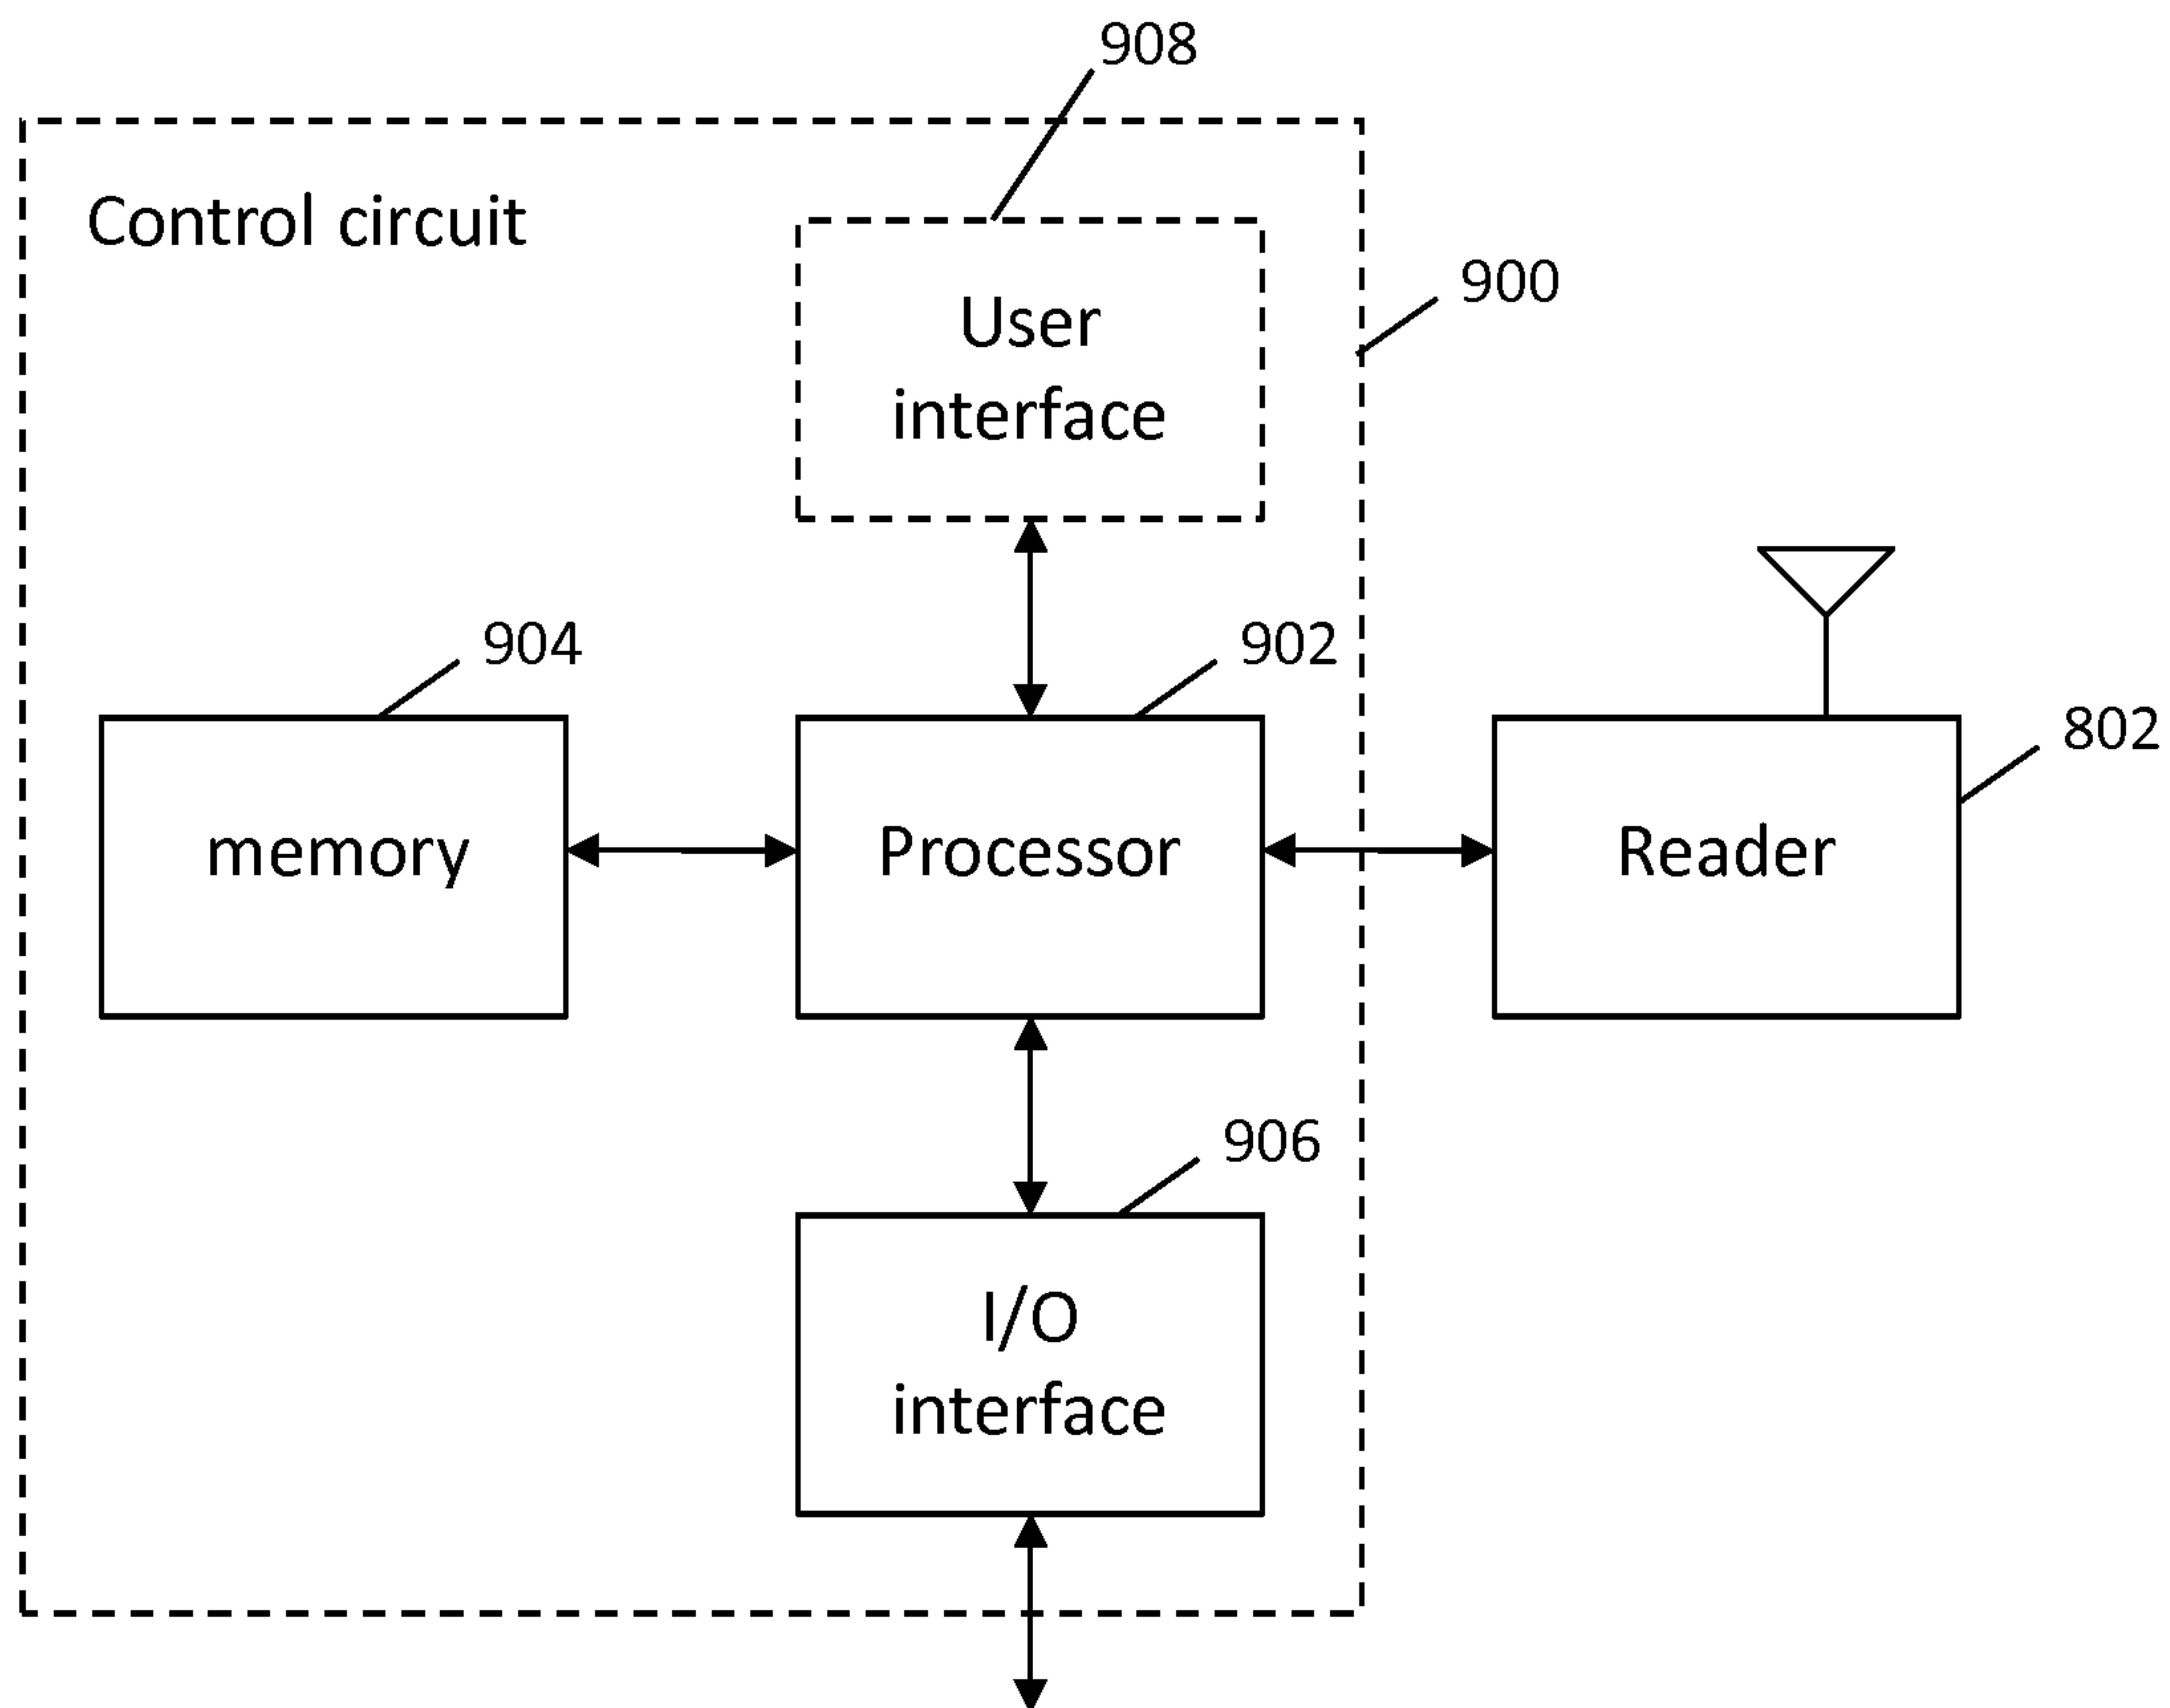 908
Control circuit
900
User
interface
904
902
802
memory
Processor
Reader
906
I/O
interface